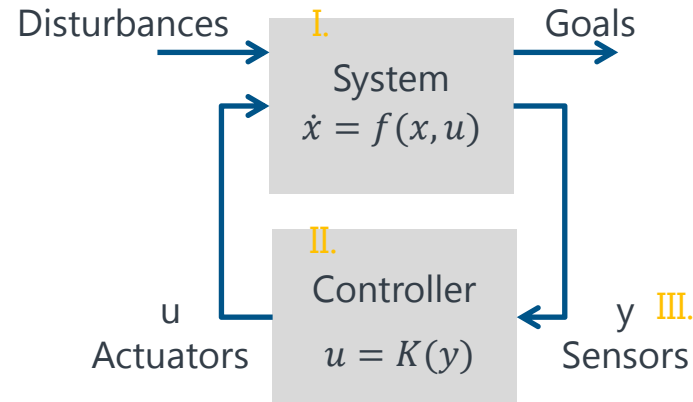 Disturbances
I.
Goals
System
ẋ = f(x, u)
II.
Controller
u = K(y)
u
Actuators
y III.
Sensors